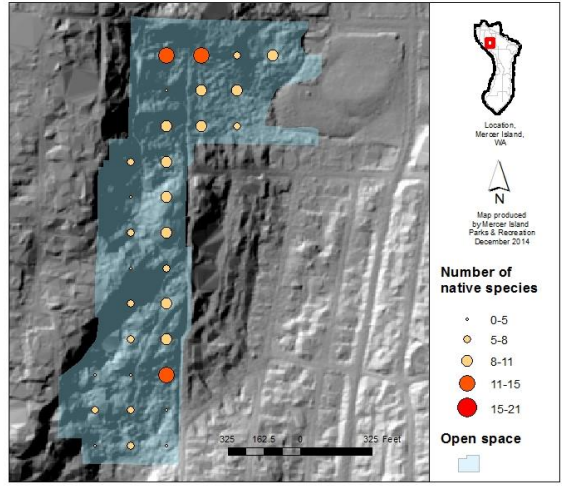 Location,
Mercer Island,
WA
N
Map produced
by Mercer Island
Parks & Recreation
December 2014
Number of
native species
0-5
5-8
8-11
11-15
15-21
325 162.5 0 325 Feet
Open space